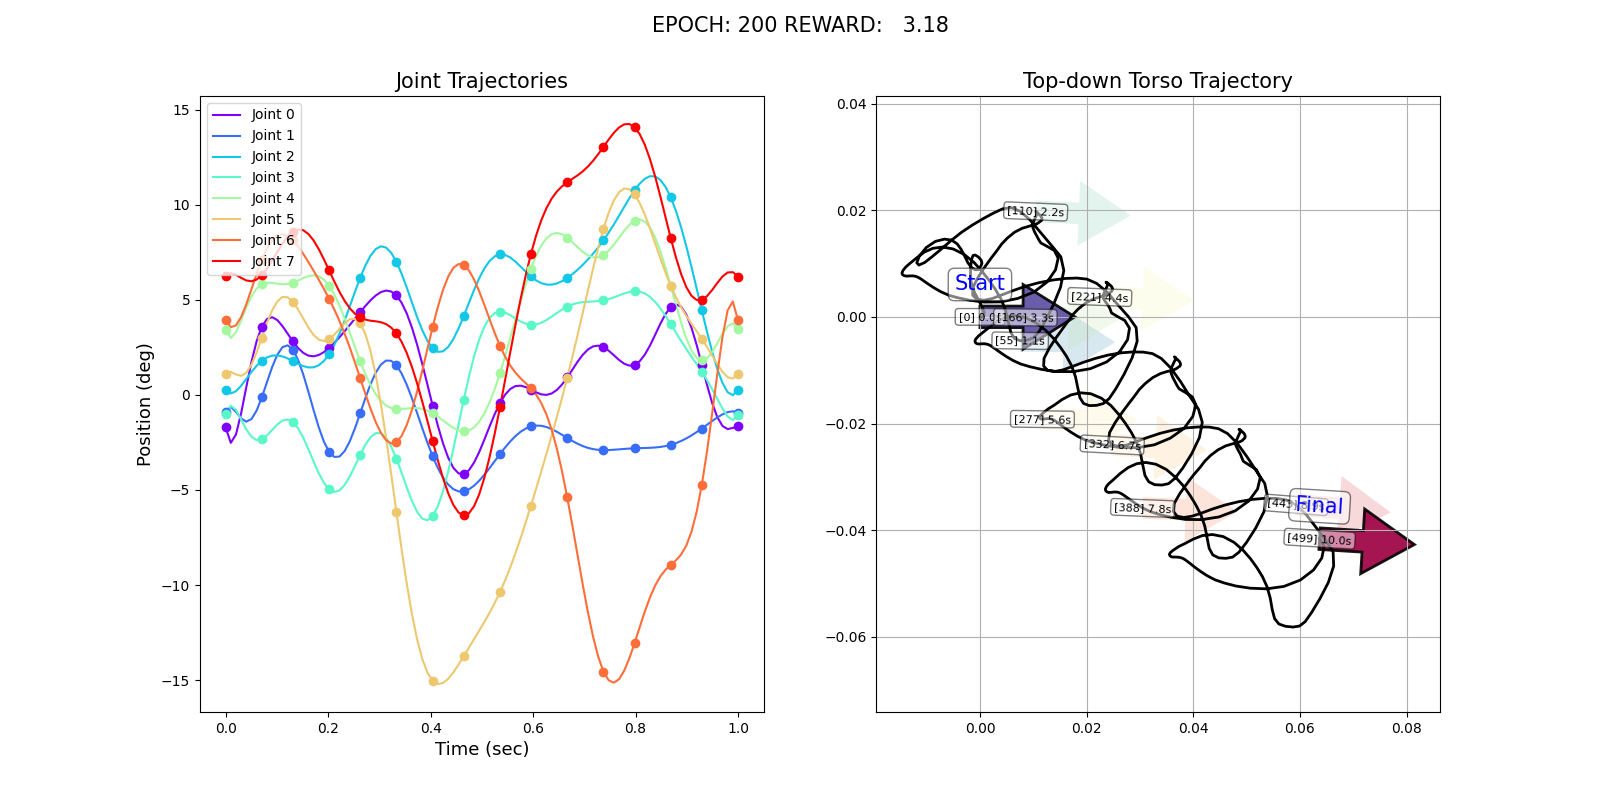 EPOCH: 200 REWARD:   3.18
Joint Trajectories
Position (deg)
15
10
5
0
−5
−10
−15
Joint 0
Joint 1
Joint 2
Joint 3
Joint 4
Joint 5
Joint 6
Joint 7
0.0
0.2
0.4
0.6
0.8
1.0
Time (sec)
Top-down Torso Trajectory
0.04
0.02
0.00
−0.02
−0.04
−0.06
[110] 2.2s
Start
[221] 4.4s
[0] 0.0
[166] 3.3s
[55] 1.1s
[277] 5.6s
[332] 6.7s
[388] 7.8s
[443]
Final
[499] 10.0s
0.00
0.02
0.04
0.06
0.08